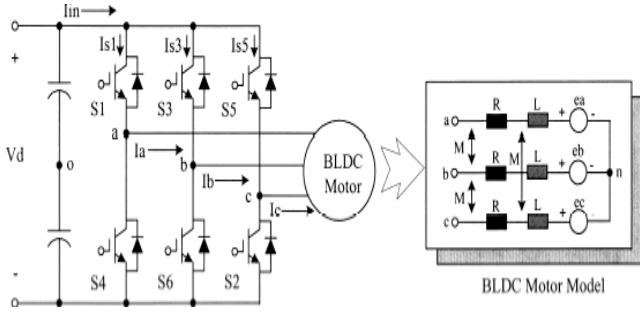 Iin
+
Is1 Is3 Is5
S1 S3 S5
a Ia
Vd o b Ib
c Ic
BLDC
Motor
S4 S6 S2
-
R L + ea -
a
M M
R L + eb -
b n
M
R L + ec -
c
BLDC Motor Model